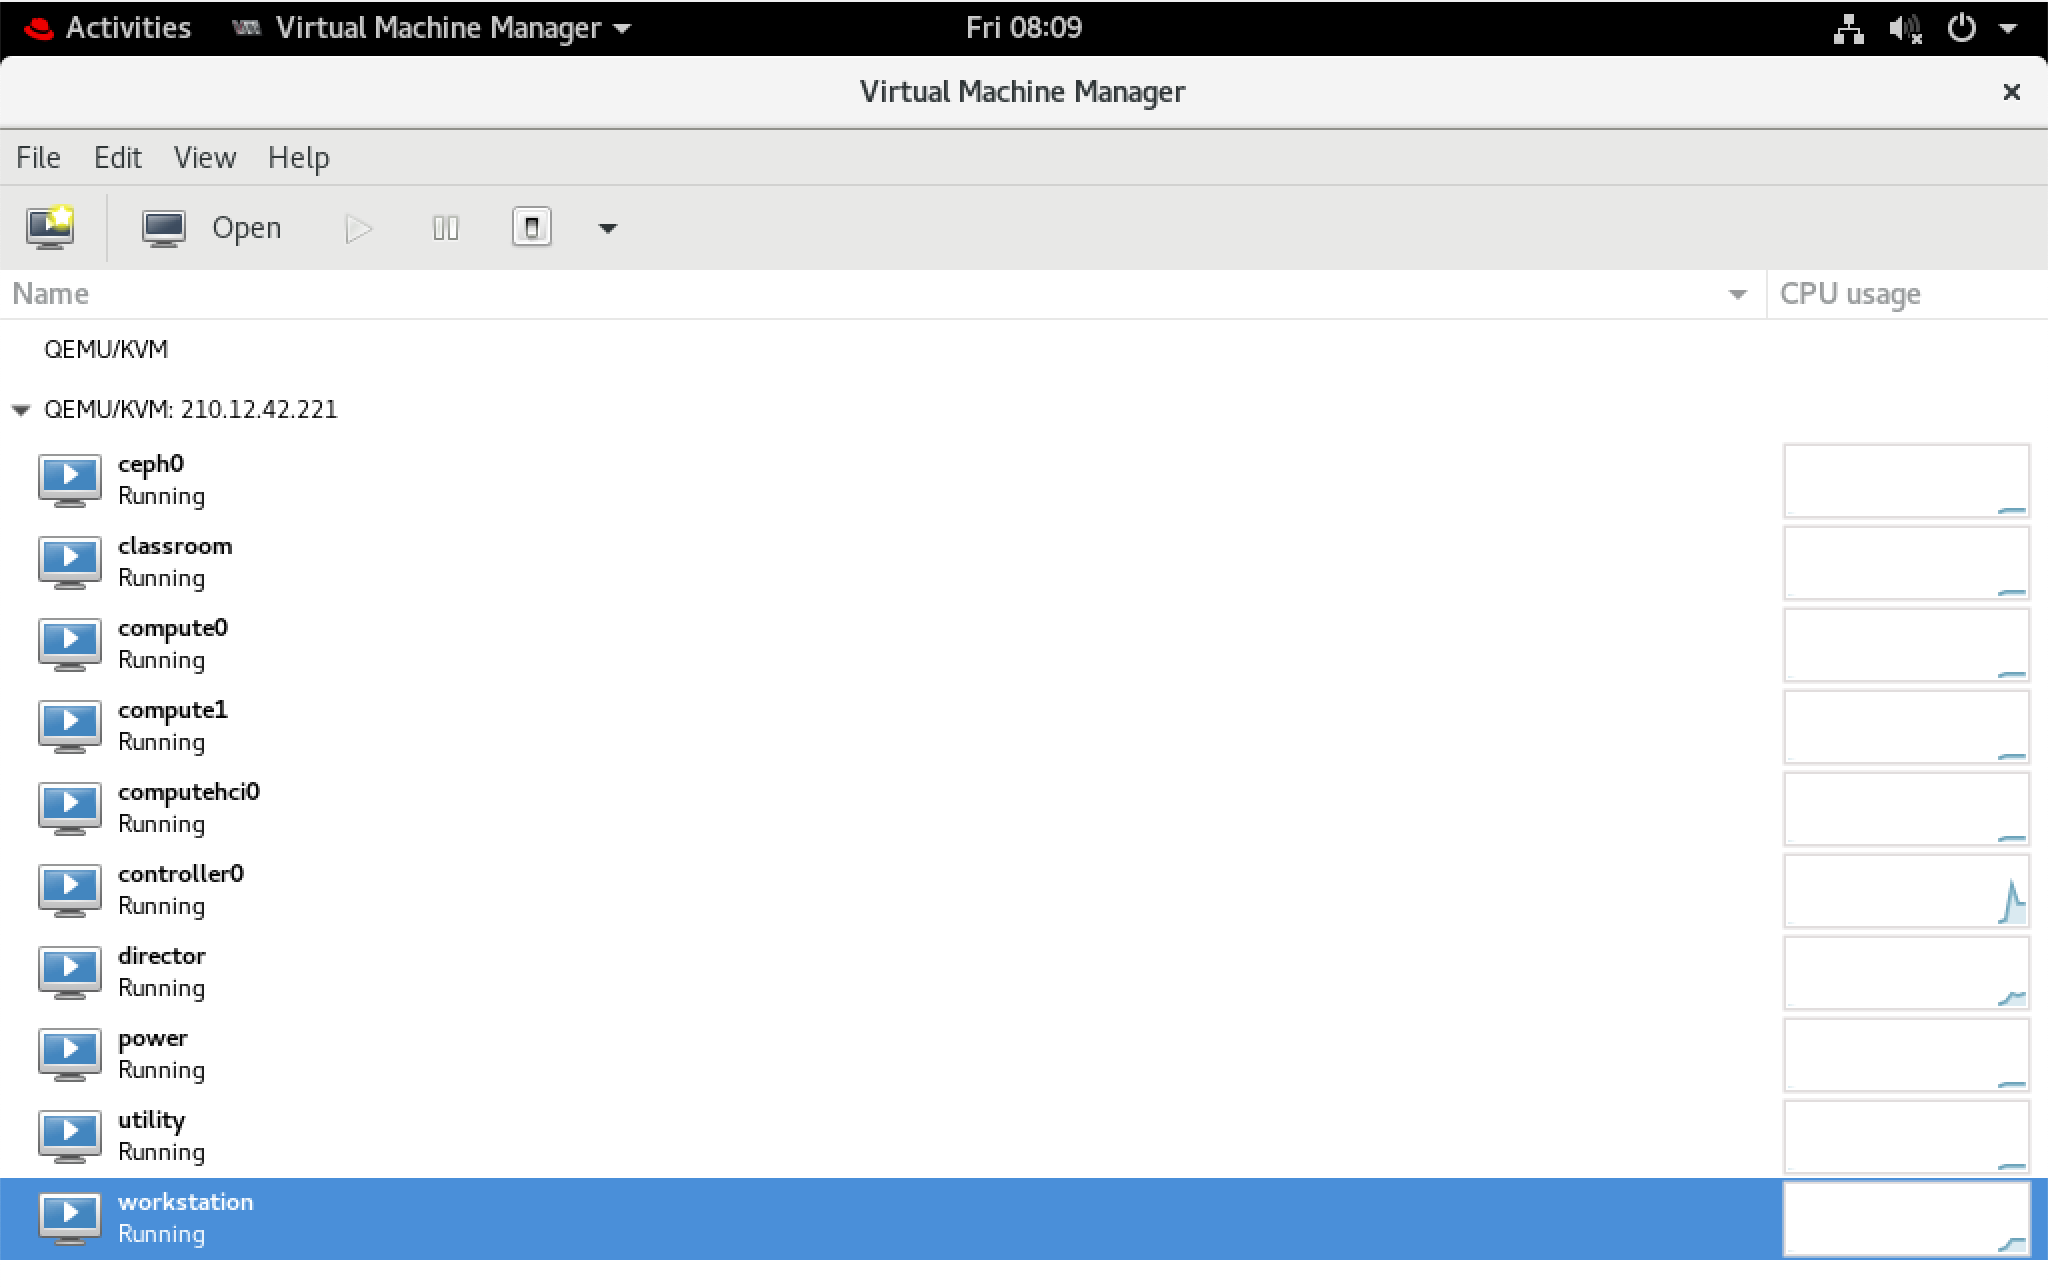 Activities Virtual Machine Manager Fri 08:09
Virtual Machine Manager
File Edit View Help
Open
Name CPU usage
QEMU/KVM
QEMU/KVM: 210.12.42.221
ceph0
Running
classroom
Running
compute0
Running
compute1
Running
computehci0
Running
controller0
Running
director
Running
power
Running
utility
Running
workstation
Running